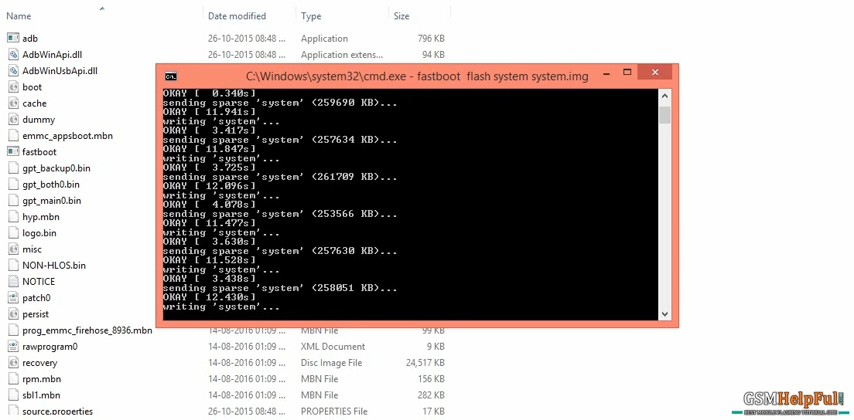 Name Date modified Type Size
adb 26-10-2015 08:48 ... Application 796 KB
AdbWinApi.dll 26-10-2015 08:48 ... Application extens... 94 KB
AdbWinUsbApi.dll
boot
cache
dummy
emmc_appsboot.mbn
fastboot
gpt_backup0.bin
gpt_both0.bin
gpt_main0.bin
hyp.mbn
logo.bin
misc
NON-HLOS.bin
NOTICE
patch0
persist
prog_emmc_firehose_8936.mbn 14-08-2016 01:09 ... MBN File 99 KB
rawprogram0 14-08-2016 01:09 ... XML Document 9 KB
recovery 14-08-2016 01:09 ... Disc Image File 24,517 KB
rpm.mbn 14-08-2016 01:09 ... MBN File 156 KB
sbl1.mbn 14-08-2016 01:09 ... MBN File 282 KB
source.properties 26-10-2015 08:48 ... PROPERTIES File 17 KB
C:\Windows\system32\cmd.exe - fastboot flash system system.img
OKAY [ 0.340s]
sending sparse 'system' (259690 KB)...
OKAY [ 11.941s]
writing 'system'...
OKAY [ 3.417s]
sending sparse 'system' (257634 KB)...
OKAY [ 11.847s]
writing 'system'...
OKAY [ 3.725s]
sending sparse 'system' (261709 KB)...
OKAY [ 12.096s]
writing 'system'...
OKAY [ 4.078s]
sending sparse 'system' (253566 KB)...
OKAY [ 11.477s]
writing 'system'...
OKAY [ 3.630s]
sending sparse 'system' (257630 KB)...
OKAY [ 11.528s]
writing 'system'...
OKAY [ 3.438s]
sending sparse 'system' (258051 KB)...
OKAY [ 12.430s]
writing 'system'...
GSMHelpFul